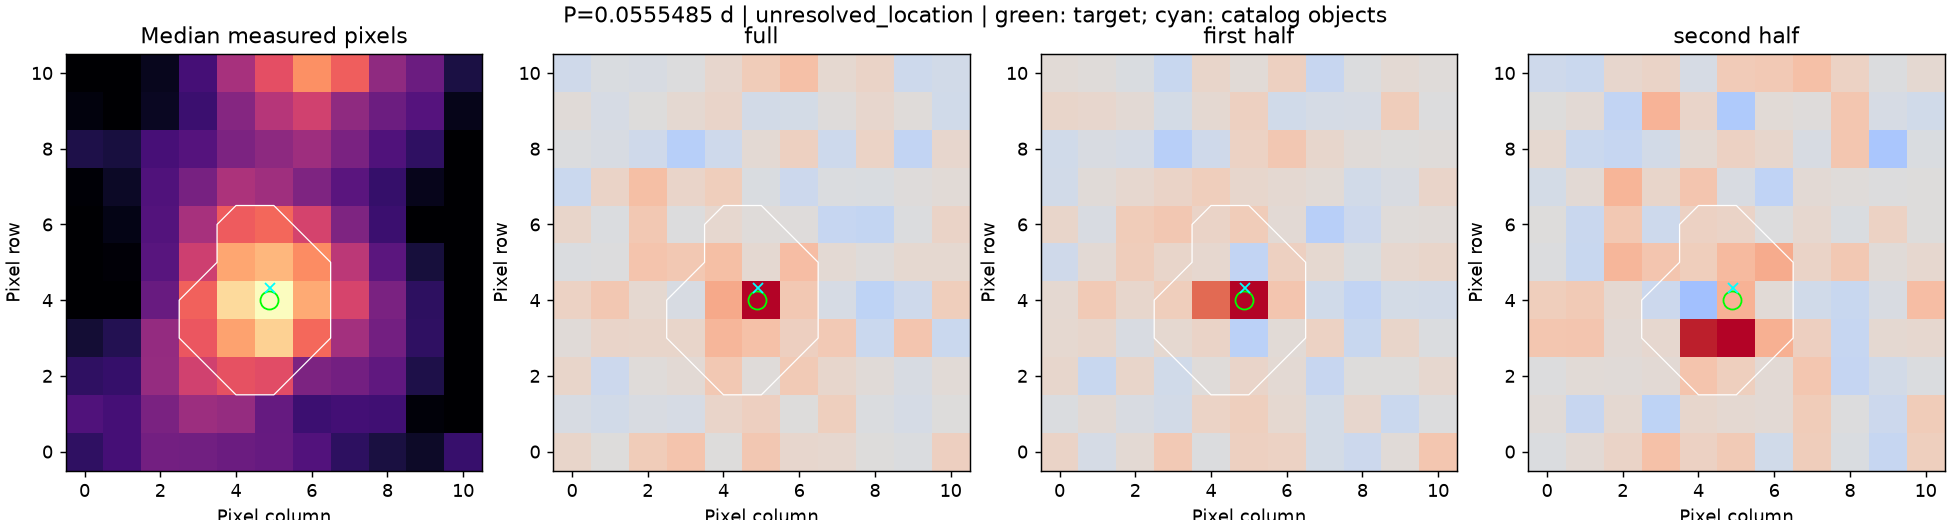 P=0.0555485 d | unresolved_location | green: target; cyan: catalog objects
Median measured pixels
full
first half
second half
Pixel row
10
8
6
4
2
0
0 2 4 6 8 10
Pixel column
Pixel row
10
8
6
4
2
0
0 2 4 6 8 10
Pixel column
Pixel row
10
8
6
4
2
0
0 2 4 6 8 10
Pixel column
Pixel row
10
8
6
4
2
0
0 2 4 6 8 10
Pixel column